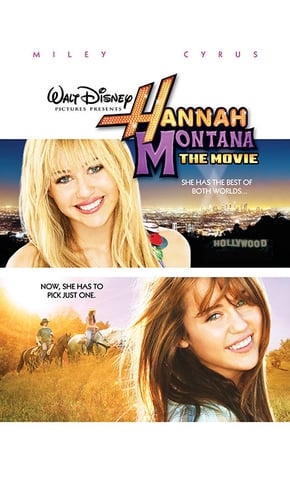 MILEY CYRUS
WALT DISNEY
PICTURES PRESENTS
HANNAH
MONTANA
THE MOVIE
SHE HAS THE BEST OF
BOTH WORLDS...
HOLLYWOOD
NOW, SHE HAS TO
PICK JUST ONE.